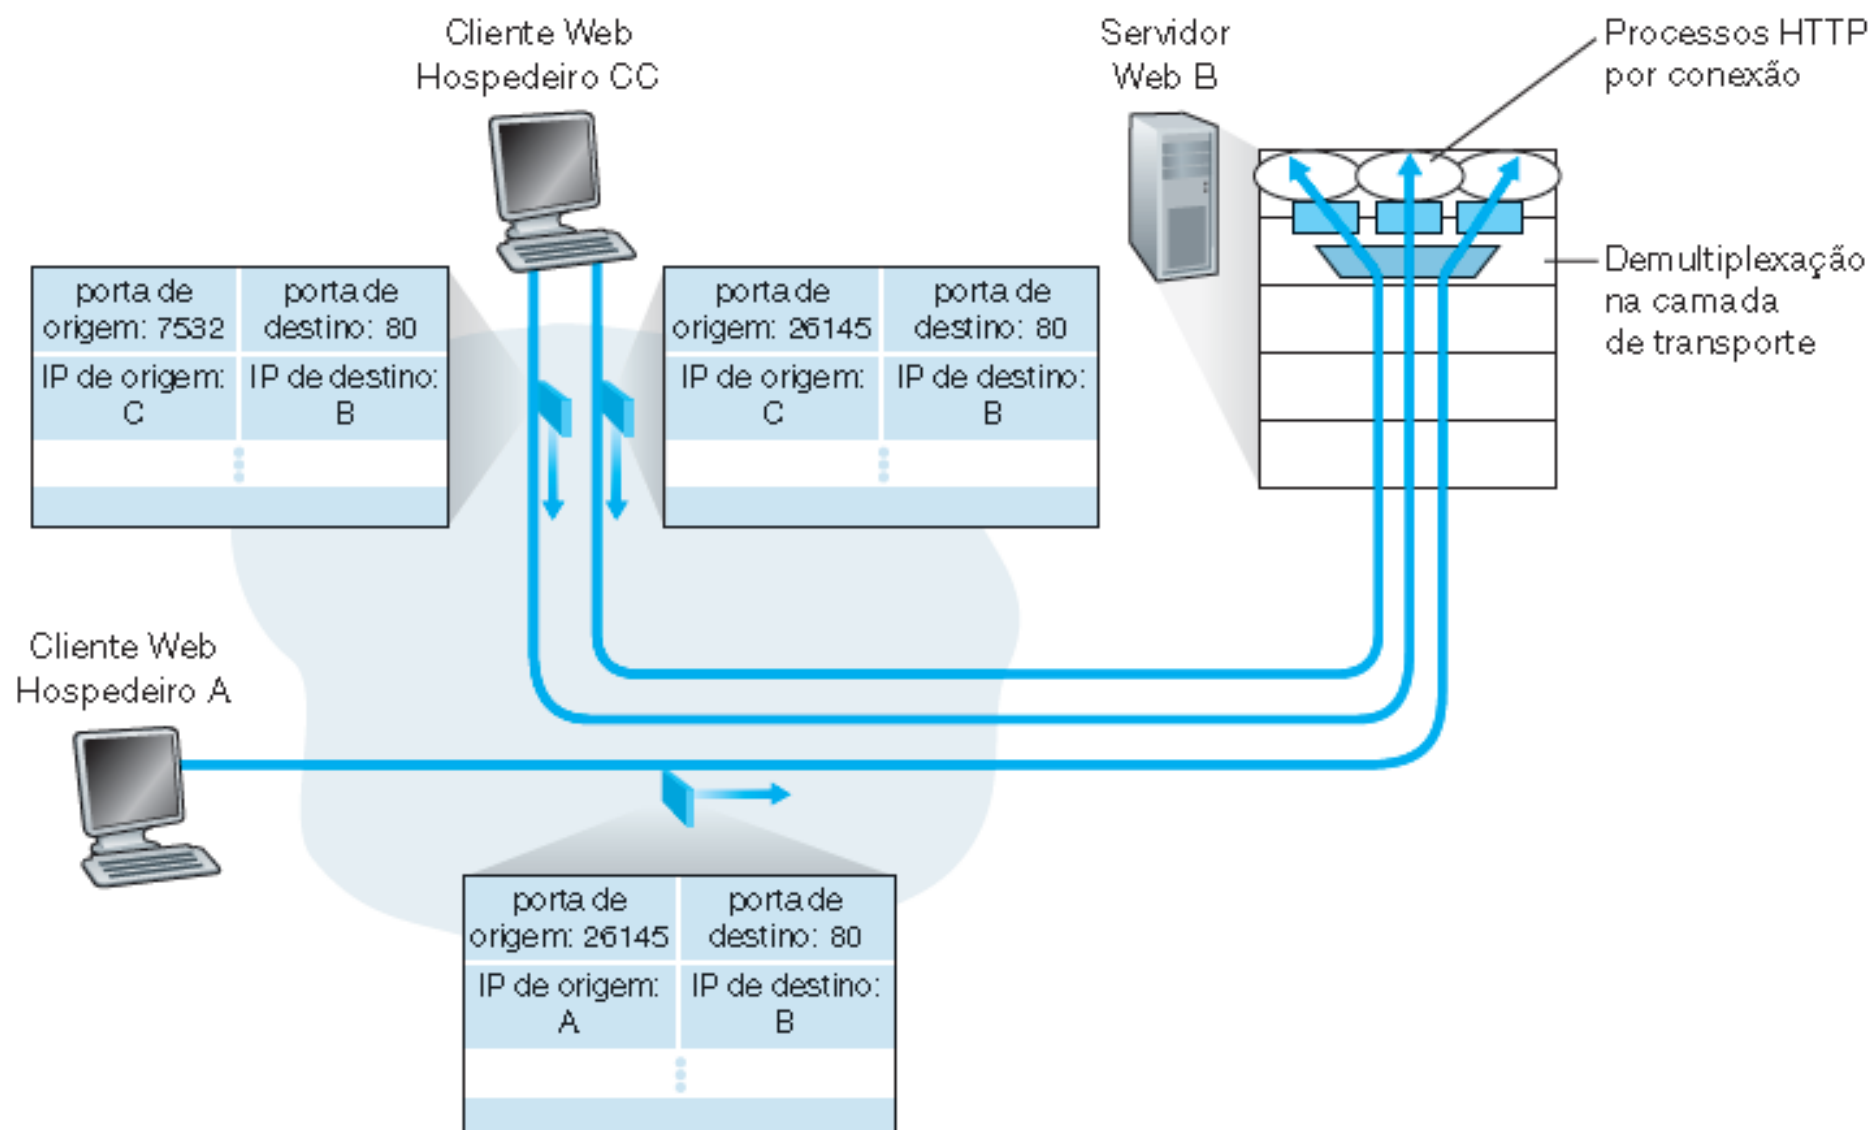 Cliente Web
Hospedeiro CC
Servidor
Web B
Processos HTTP
por conexão
Demultiplexação
na camada
de transporte
porta de
origem: 7532
porta de
destino: 80
IP de origem:
C
IP de destino:
B
porta de
origem: 26145
porta de
destino: 80
IP de origem:
C
IP de destino:
B
Cliente Web
Hospedeiro A
porta de
origem: 26145
porta de
destino: 80
IP de origem:
A
IP de destino:
B